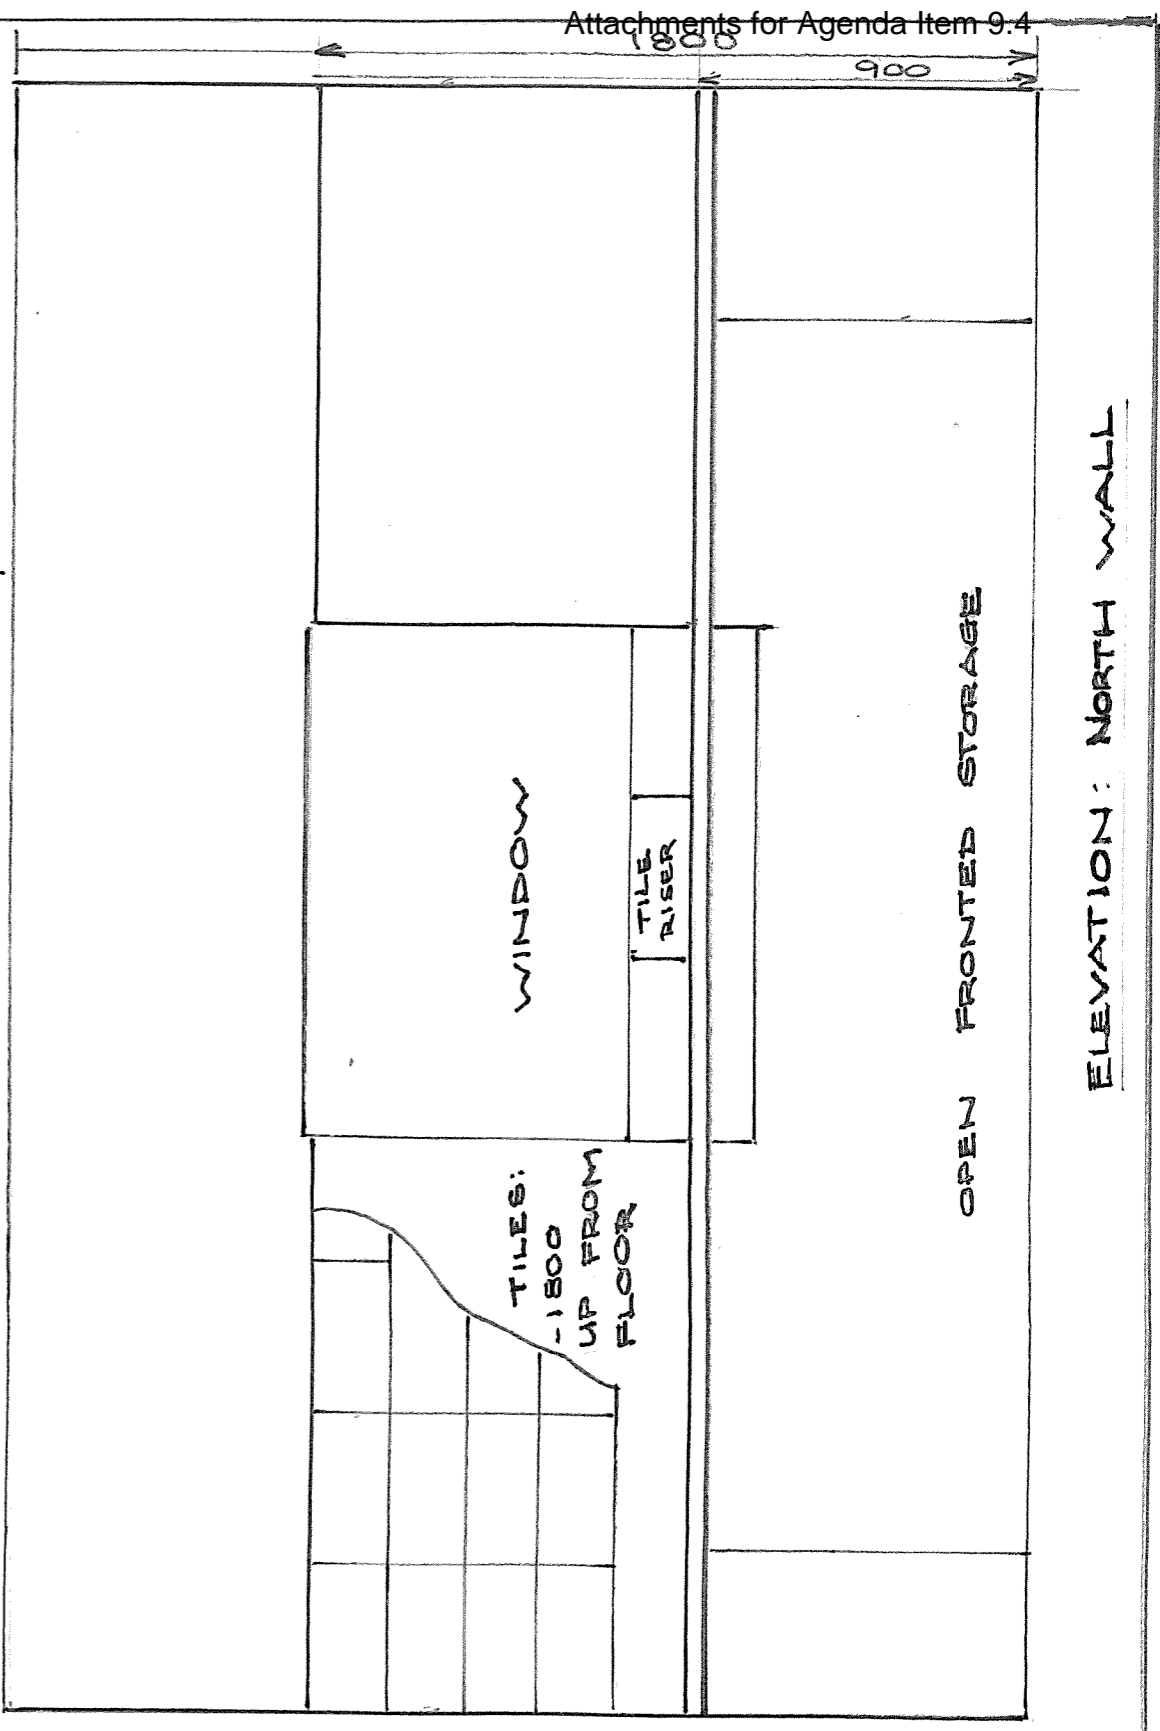 Attachments for Agenda Item 9.4
1800
900
WINDOW
TILE
RISER
TILES:
-1800
UP FROM
FLOOR
OPEN FRONTED STORAGE
ELEVATION: NORTH WALL